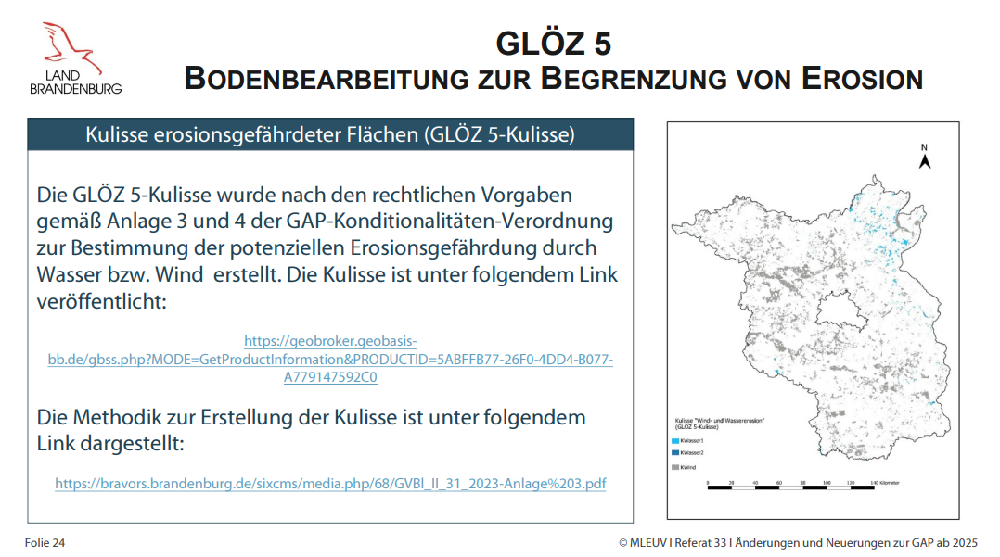 LAND
BRANDENBURG
GLÖZ 5
BODENBEARBEITUNG ZUR BEGRENZUNG VON EROSION
Kulisse erosionsgefährdeter Flächen (GLÖZ 5-Kulisse)
Die GLÖZ 5-Kulisse wurde nach den rechtlichen Vorgaben
gemäß Anlage 3 und 4 der GAP-Konditionalitäten-Verordnung
zur Bestimmung der potenziellen Erosionsgefährdung durch
Wasser bzw. Wind erstellt. Die Kulisse ist unter folgendem Link
veröffentlicht:
https://geobroker.geobasis-
bb.de/gbss.php?MODE=GetProductInformation&PRODUCTID=5ABFFB77-26F0-4DD4-B077-
A779147592C0
Die Methodik zur Erstellung der Kulisse ist unter folgendem
Link dargestellt:
https://bravors.brandenburg.de/sixcms/media.php/68/GVBl_II_31_2023-Anlage%203.pdf
N
Kulisse "Wind- und Wassererosion"
(GLÖZ 5-Kulisse)
KWasser1
KWasser2
KWind
0 20 40 60 80 100 120 140 Kilometer
Folie 24
© MLEUV I Referat 33 I Änderungen und Neuerungen zur GAP ab 2025